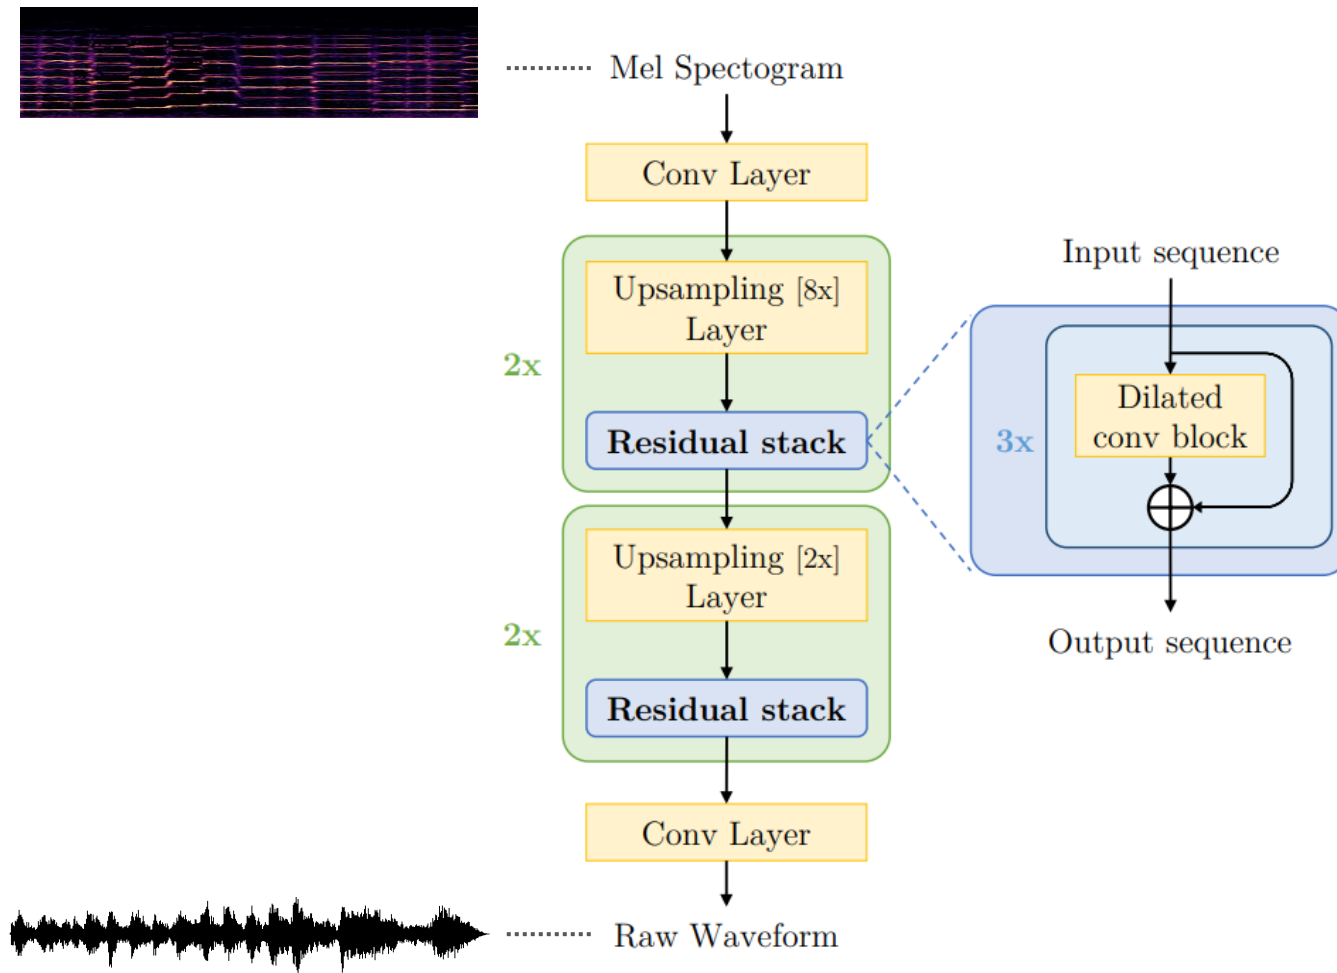 Mel Spectogram
Conv Layer
Upsampling [8x]
Layer
2x
Residual stack
Upsampling [2x]
Layer
2x
Residual stack
Conv Layer
Raw Waveform
Input sequence
Dilated
conv block
3x
Output sequence